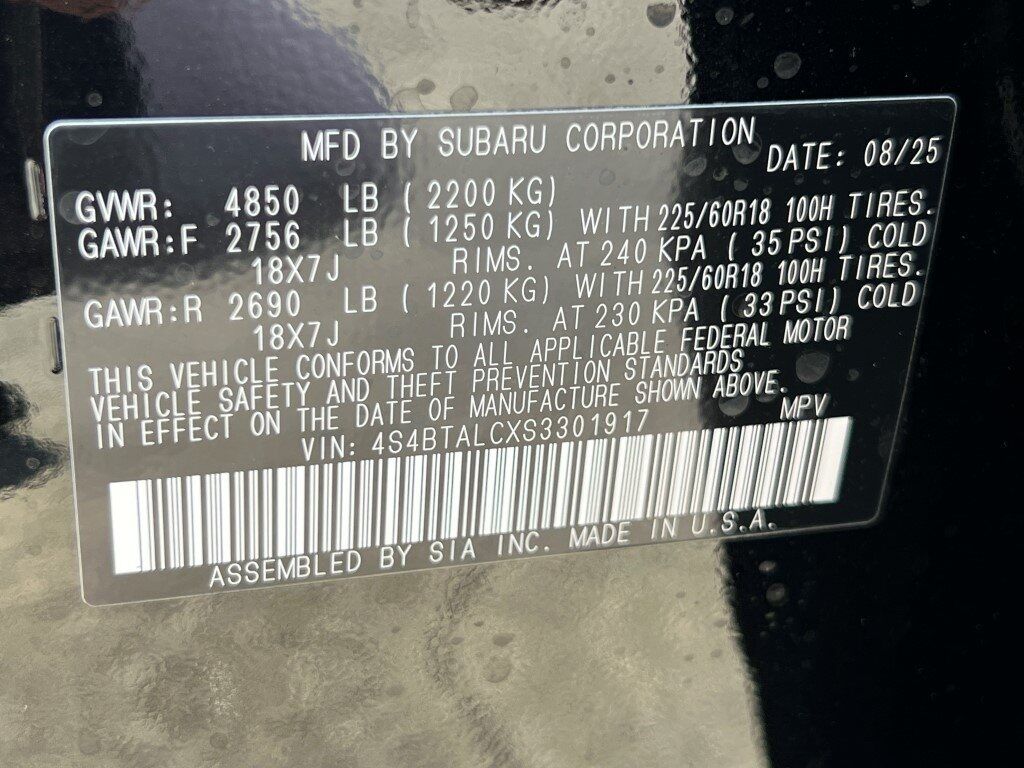 MFD BY SUBARU CORPORATION DATE: 08/25
GVWR: 4850 LB ( 2200 KG)
GAWR:F 2756 LB ( 1250 KG) WITH 225/60R18 100H TIRES.
18X7J RIMS. AT 240 KPA ( 35 PSI) COLD
GAWR:R 2690 LB ( 1220 KG) WITH 225/60R18 100H TIRES.
18X7J RIMS. AT 230 KPA ( 33 PSI) COLD
THIS VEHICLE CONFORMS TO ALL APPLICABLE FEDERAL MOTOR
VEHICLE SAFETY AND THEFT PREVENTION STANDARDS
IN EFFECT ON THE DATE OF MANUFACTURE SHOWN ABOVE.
VIN: 4S4BTALCXS3301917 MPV
ASSEMBLED BY SIA INC. MADE IN U.S.A.